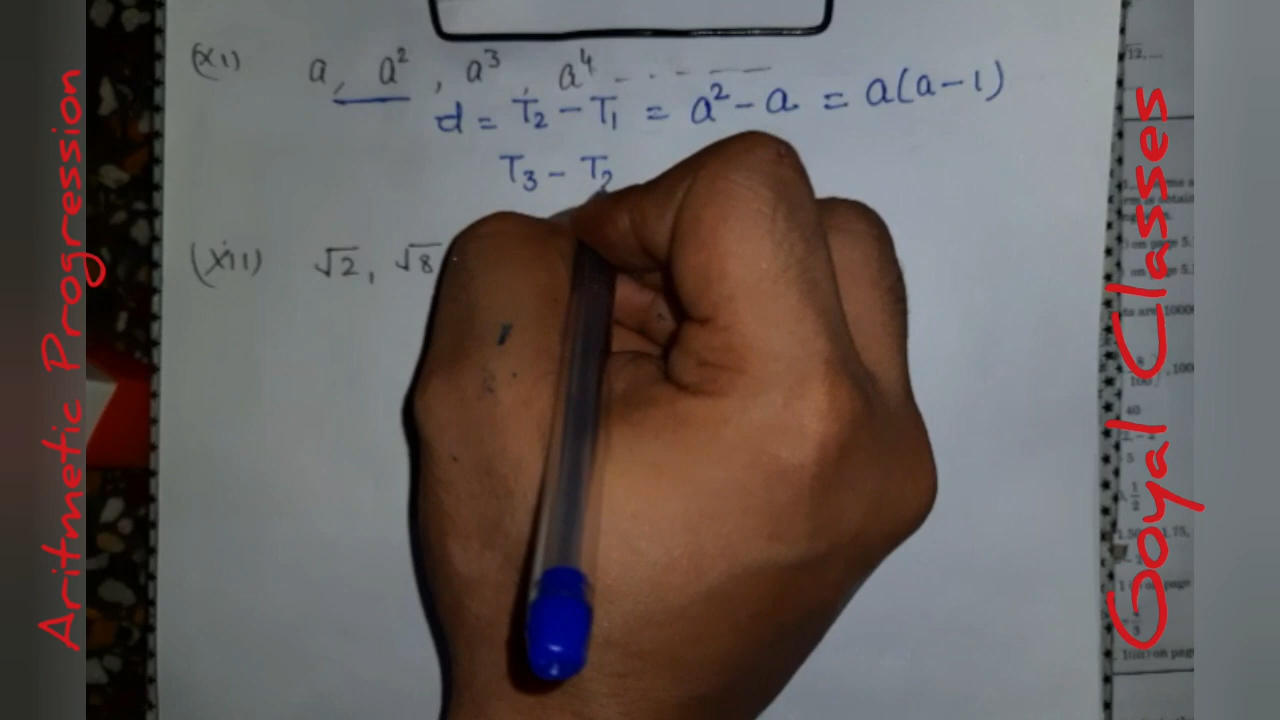 Aritmetic Progression
(xi) a, a², a³, a⁴ - - - - -
d = T₂ - T₁ = a² - a = a(a-1)
T₃ - T₂
(xii) √2, √8
Goyal Classes